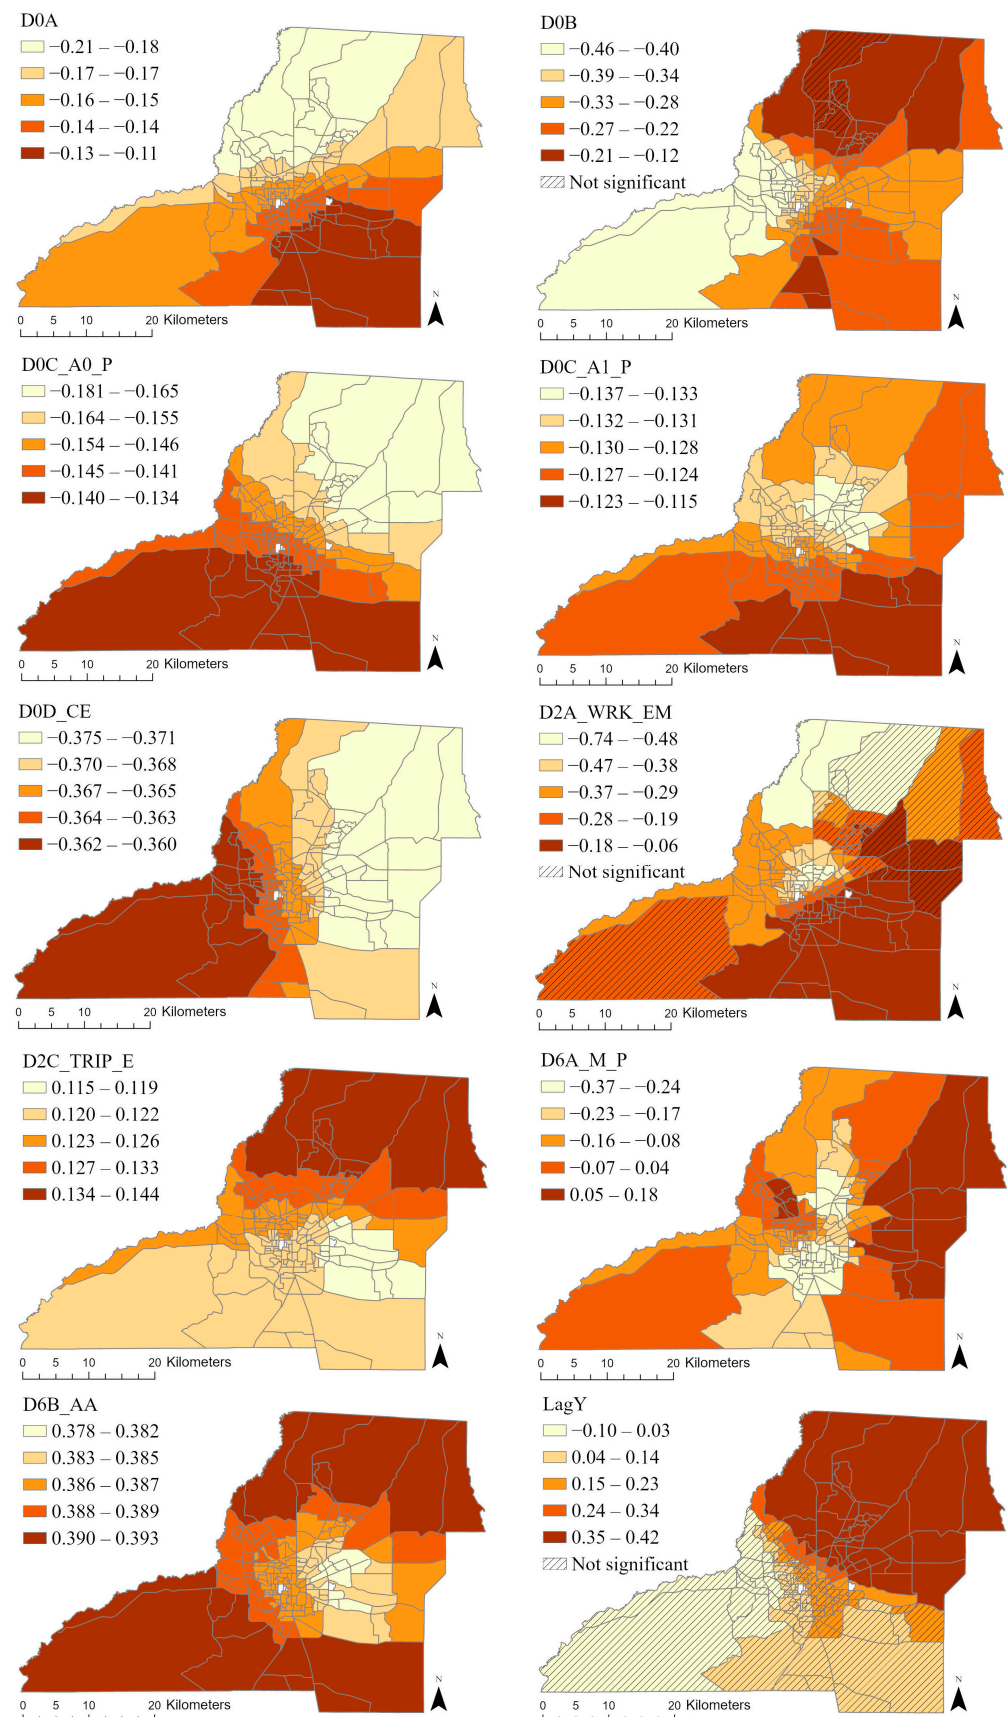 D0A
−0.21 – −0.18
−0.17 – −0.17
−0.16 – −0.15
−0.14 – −0.14
−0.13 – −0.11
N
0 5 10 20 Kilometers
D0B
−0.46 – −0.40
−0.39 – −0.34
−0.33 – −0.28
−0.27 – −0.22
−0.21 – −0.12
Not significant
N
0 5 10 20 Kilometers
D0C_A0_P
−0.181 – −0.165
−0.164 – −0.155
−0.154 – −0.146
−0.145 – −0.141
−0.140 – −0.134
N
0 5 10 20 Kilometers
D0C_A1_P
−0.137 – −0.133
−0.132 – −0.131
−0.130 – −0.128
−0.127 – −0.124
−0.123 – −0.115
N
0 5 10 20 Kilometers
D0D_CE
−0.375 – −0.371
−0.370 – −0.368
−0.367 – −0.365
−0.364 – −0.363
−0.362 – −0.360
N
0 5 10 20 Kilometers
D2A_WRK_EM
−0.74 – −0.48
−0.47 – −0.38
−0.37 – −0.29
−0.28 – −0.19
−0.18 – −0.06
Not significant
N
0 5 10 20 Kilometers
D2C_TRIP_E
0.115 – 0.119
0.120 – 0.122
0.123 – 0.126
0.127 – 0.133
0.134 – 0.144
N
0 5 10 20 Kilometers
D6A_M_P
−0.37 – −0.24
−0.23 – −0.17
−0.16 – −0.08
−0.07 – 0.04
0.05 – 0.18
N
0 5 10 20 Kilometers
D6B_AA
0.378 – 0.382
0.383 – 0.385
0.386 – 0.387
0.388 – 0.389
0.390 – 0.393
N
0 5 10 20 Kilometers
LagY
−0.10 – 0.03
0.04 – 0.14
0.15 – 0.23
0.24 – 0.34
0.35 – 0.42
Not significant
N
0 5 10 20 Kilometers